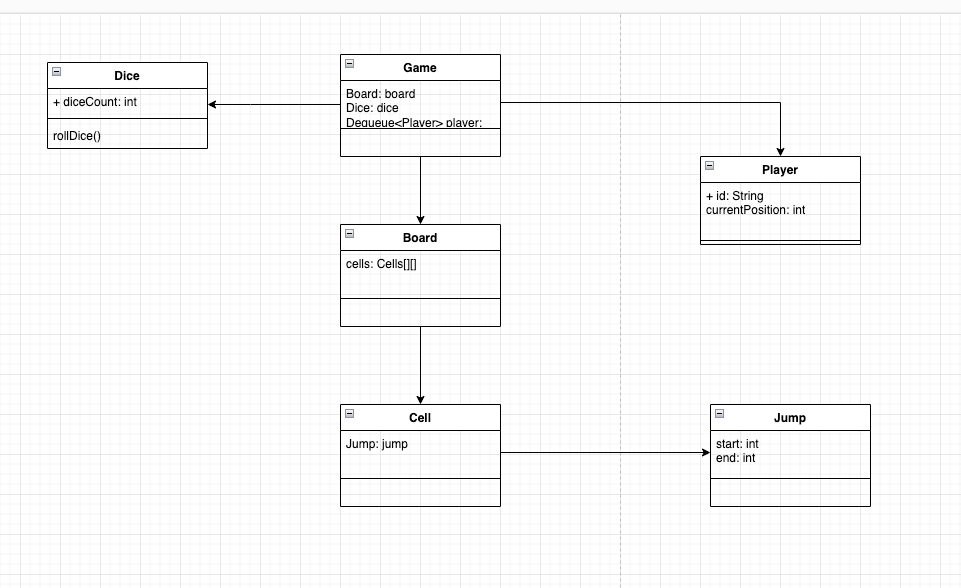 Dice
+ diceCount: int
rollDice()
Game
Board: board
Dice: dice
Dequeue<Player> player:
Player
+ id: String
currentPosition: int
Board
cells: Cells[][]
Cell
Jump: jump
Jump
start: int
end: int